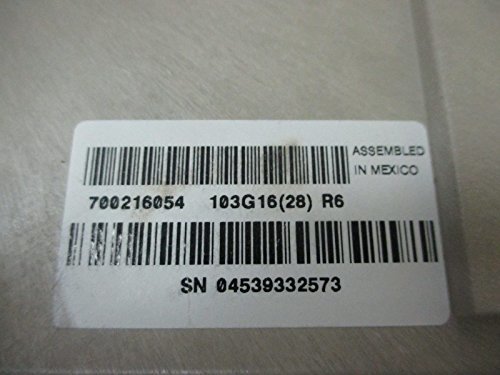 ASSEMBLED
IN MEXICO
700216054 103G16(28) R6
SN 04539332573